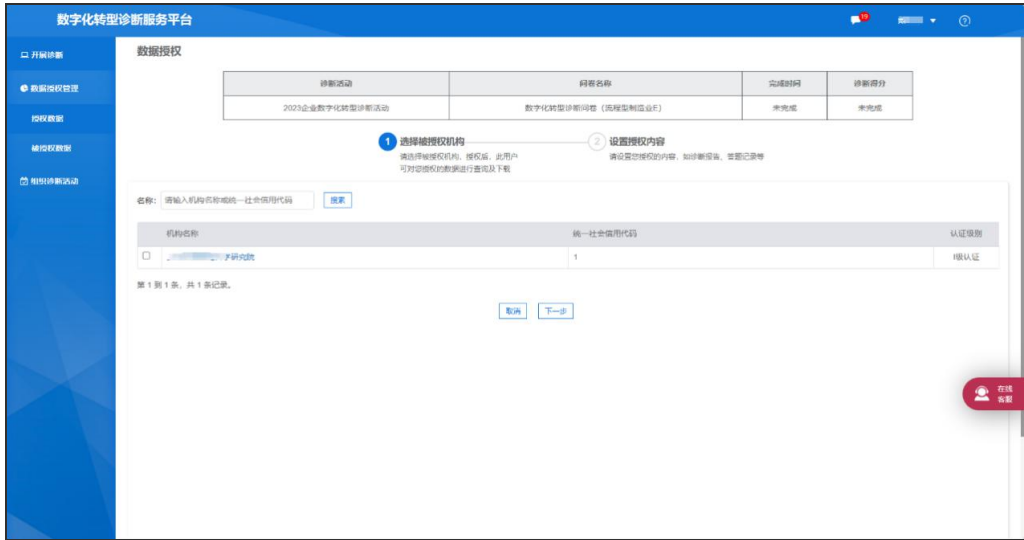 数字化转型诊断服务平台
19
开展诊断
数据授权管理
授权数据
被授权数据
组织诊断活动
数据授权
诊断活动 问卷名称 完成时间 诊断得分
2023企业数字化转型诊断活动 数字化转型诊断问卷（流程型制造业E） 未完成 未完成
1 选择被授权机构
请选择被授权机构，授权后，此用户
可对您授权的数据进行查询及下载
2 设置授权内容
请设置您授权的内容，如诊断报告、答题记录等
名称： 请输入机构名称或统一社会信用代码 搜索
机构名称 统一社会信用代码 认证级别
研究院 1 I级认证
第 1 到 1 条，共 1 条记录。
取消 下一步
在线
客服